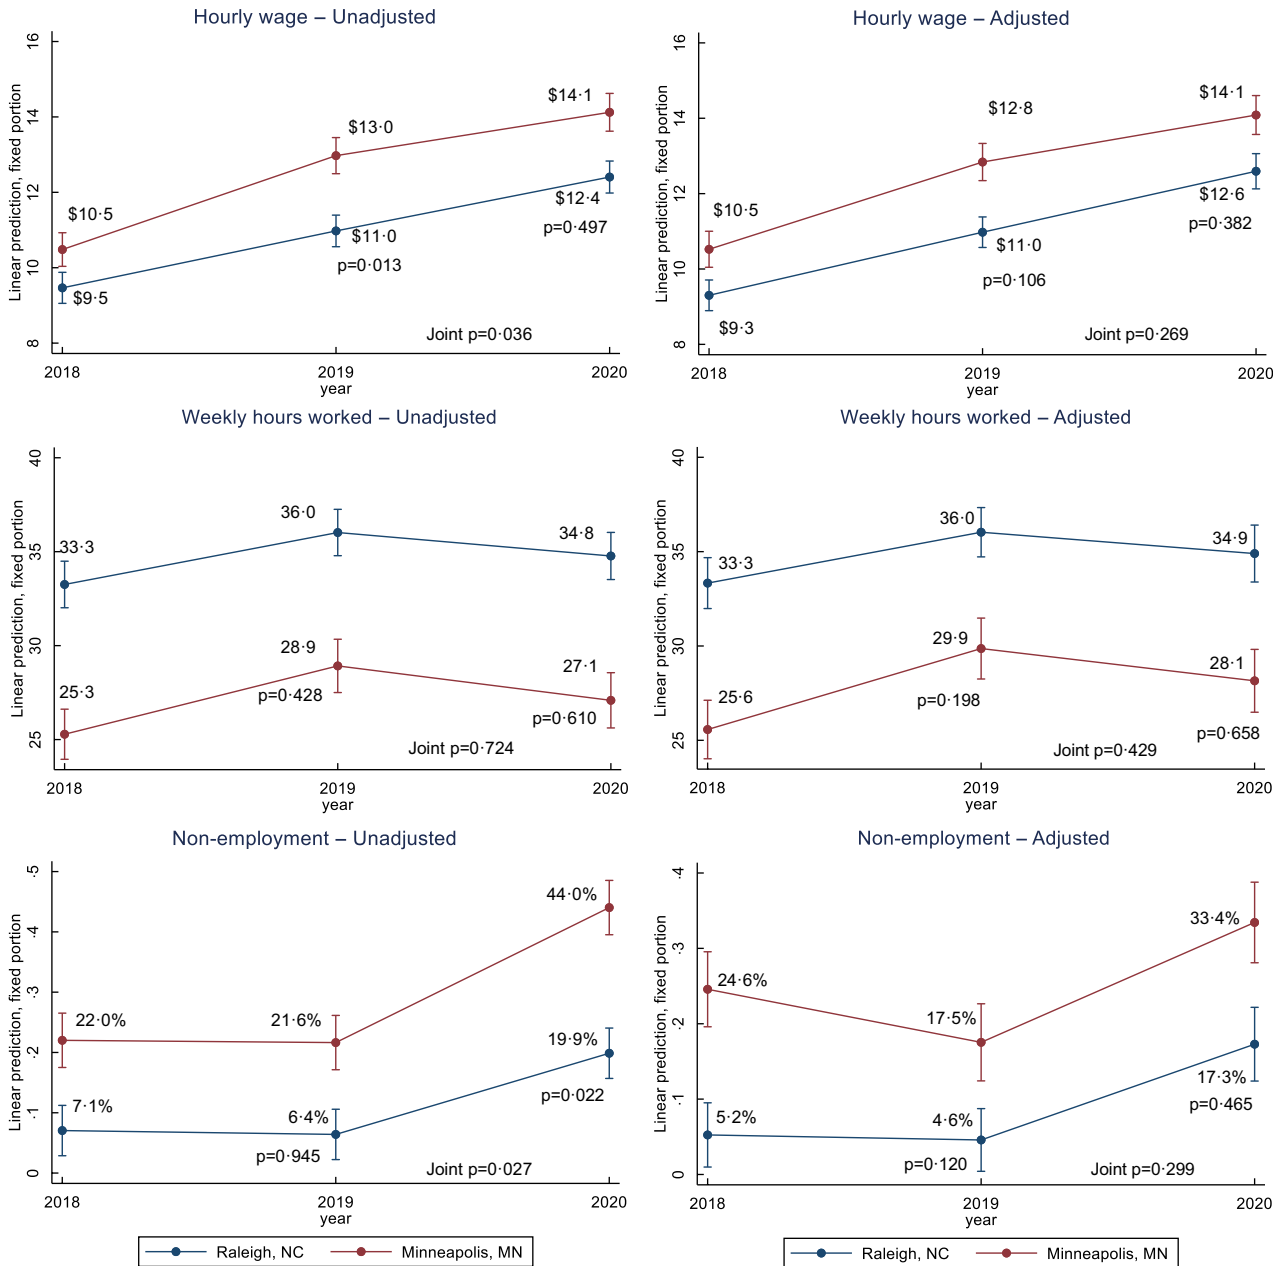 Hourly wage – Unadjusted
Linear prediction, fixed portion
16
14
12
10
8
$10·5
$13·0
$14·1
$9·5
$11·0
p=0·013
$12·4
p=0·497
Joint p=0·036
2018
2019
2020
year
Hourly wage – Adjusted
Linear prediction, fixed portion
16
14
12
10
8
$10·5
$12·8
$14·1
$9·3
$11·0
p=0·106
$12·6
p=0·382
Joint p=0·269
2018
2019
2020
year
Weekly hours worked – Unadjusted
Linear prediction, fixed portion
40
35
30
25
33·3
36·0
34·8
25·3
28·9
p=0·428
27·1
p=0·610
Joint p=0·724
2018
2019
2020
year
Weekly hours worked – Adjusted
Linear prediction, fixed portion
40
35
30
25
33·3
36·0
34·9
25·6
29·9
p=0·198
28·1
p=0·658
Joint p=0·429
2018
2019
2020
year
Non-employment – Unadjusted
Linear prediction, fixed portion
.5
.4
.3
.2
.1
0
22·0%
21·6%
44·0%
7·1%
6·4%
p=0·945
19·9%
p=0·022
Joint p=0·027
2018
2019
2020
year
Raleigh, NC
Minneapolis, MN
Non-employment – Adjusted
Linear prediction, fixed portion
.4
.3
.2
.1
0
24·6%
17·5%
33·4%
5·2%
4·6%
p=0·120
17·3%
p=0·465
Joint p=0·299
2018
2019
2020
year
Raleigh, NC
Minneapolis, MN